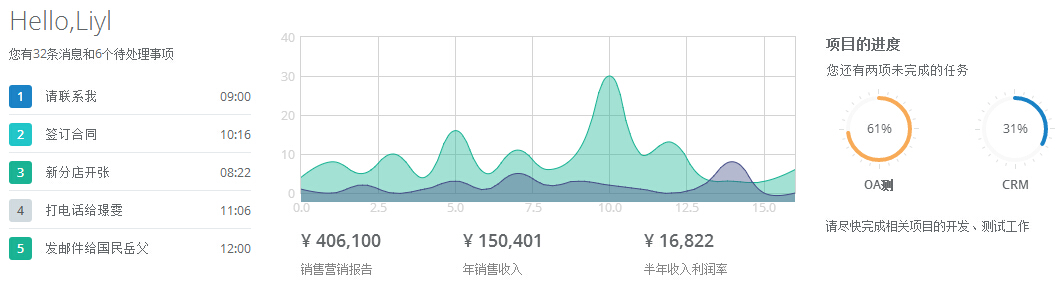 Hello,Liyl
您有32条消息和6个待处理事项
1 请联系我 09:00
2 签订合同 10:16
3 新分店开张 08:22
4 打电话给璟雯 11:06
5 发邮件给国民岳父 12:00
40
30
20
10
0
0.0 2.5 5.0 7.5 10.0 12.5 15.0
¥ 406,100 ¥ 150,401 ¥ 16,822
销售营销报告 年销售收入 半年收入利润率
项目的进度
您还有两项未完成的任务
61% 31%
OA测 CRM
请尽快完成相关项目的开发、测试工作